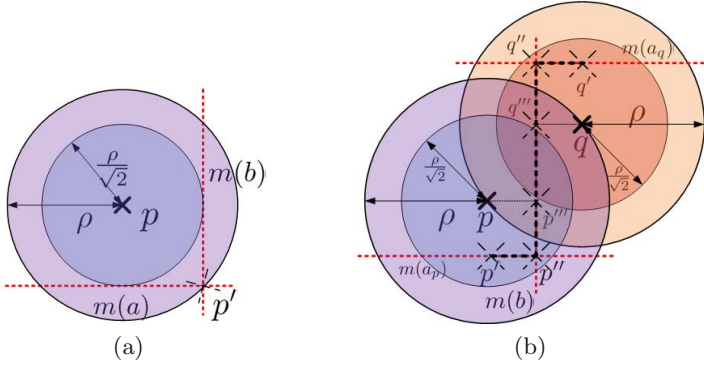 ρ/√2
ρ
p
m(b)
m(a)
p′
(a)
q″
m(a_q)
q′
q‴
ρ
q
ρ/√2
ρ/√2
ρ
p
p‴
m(a_p)
p′
p″
m(b)
(b)